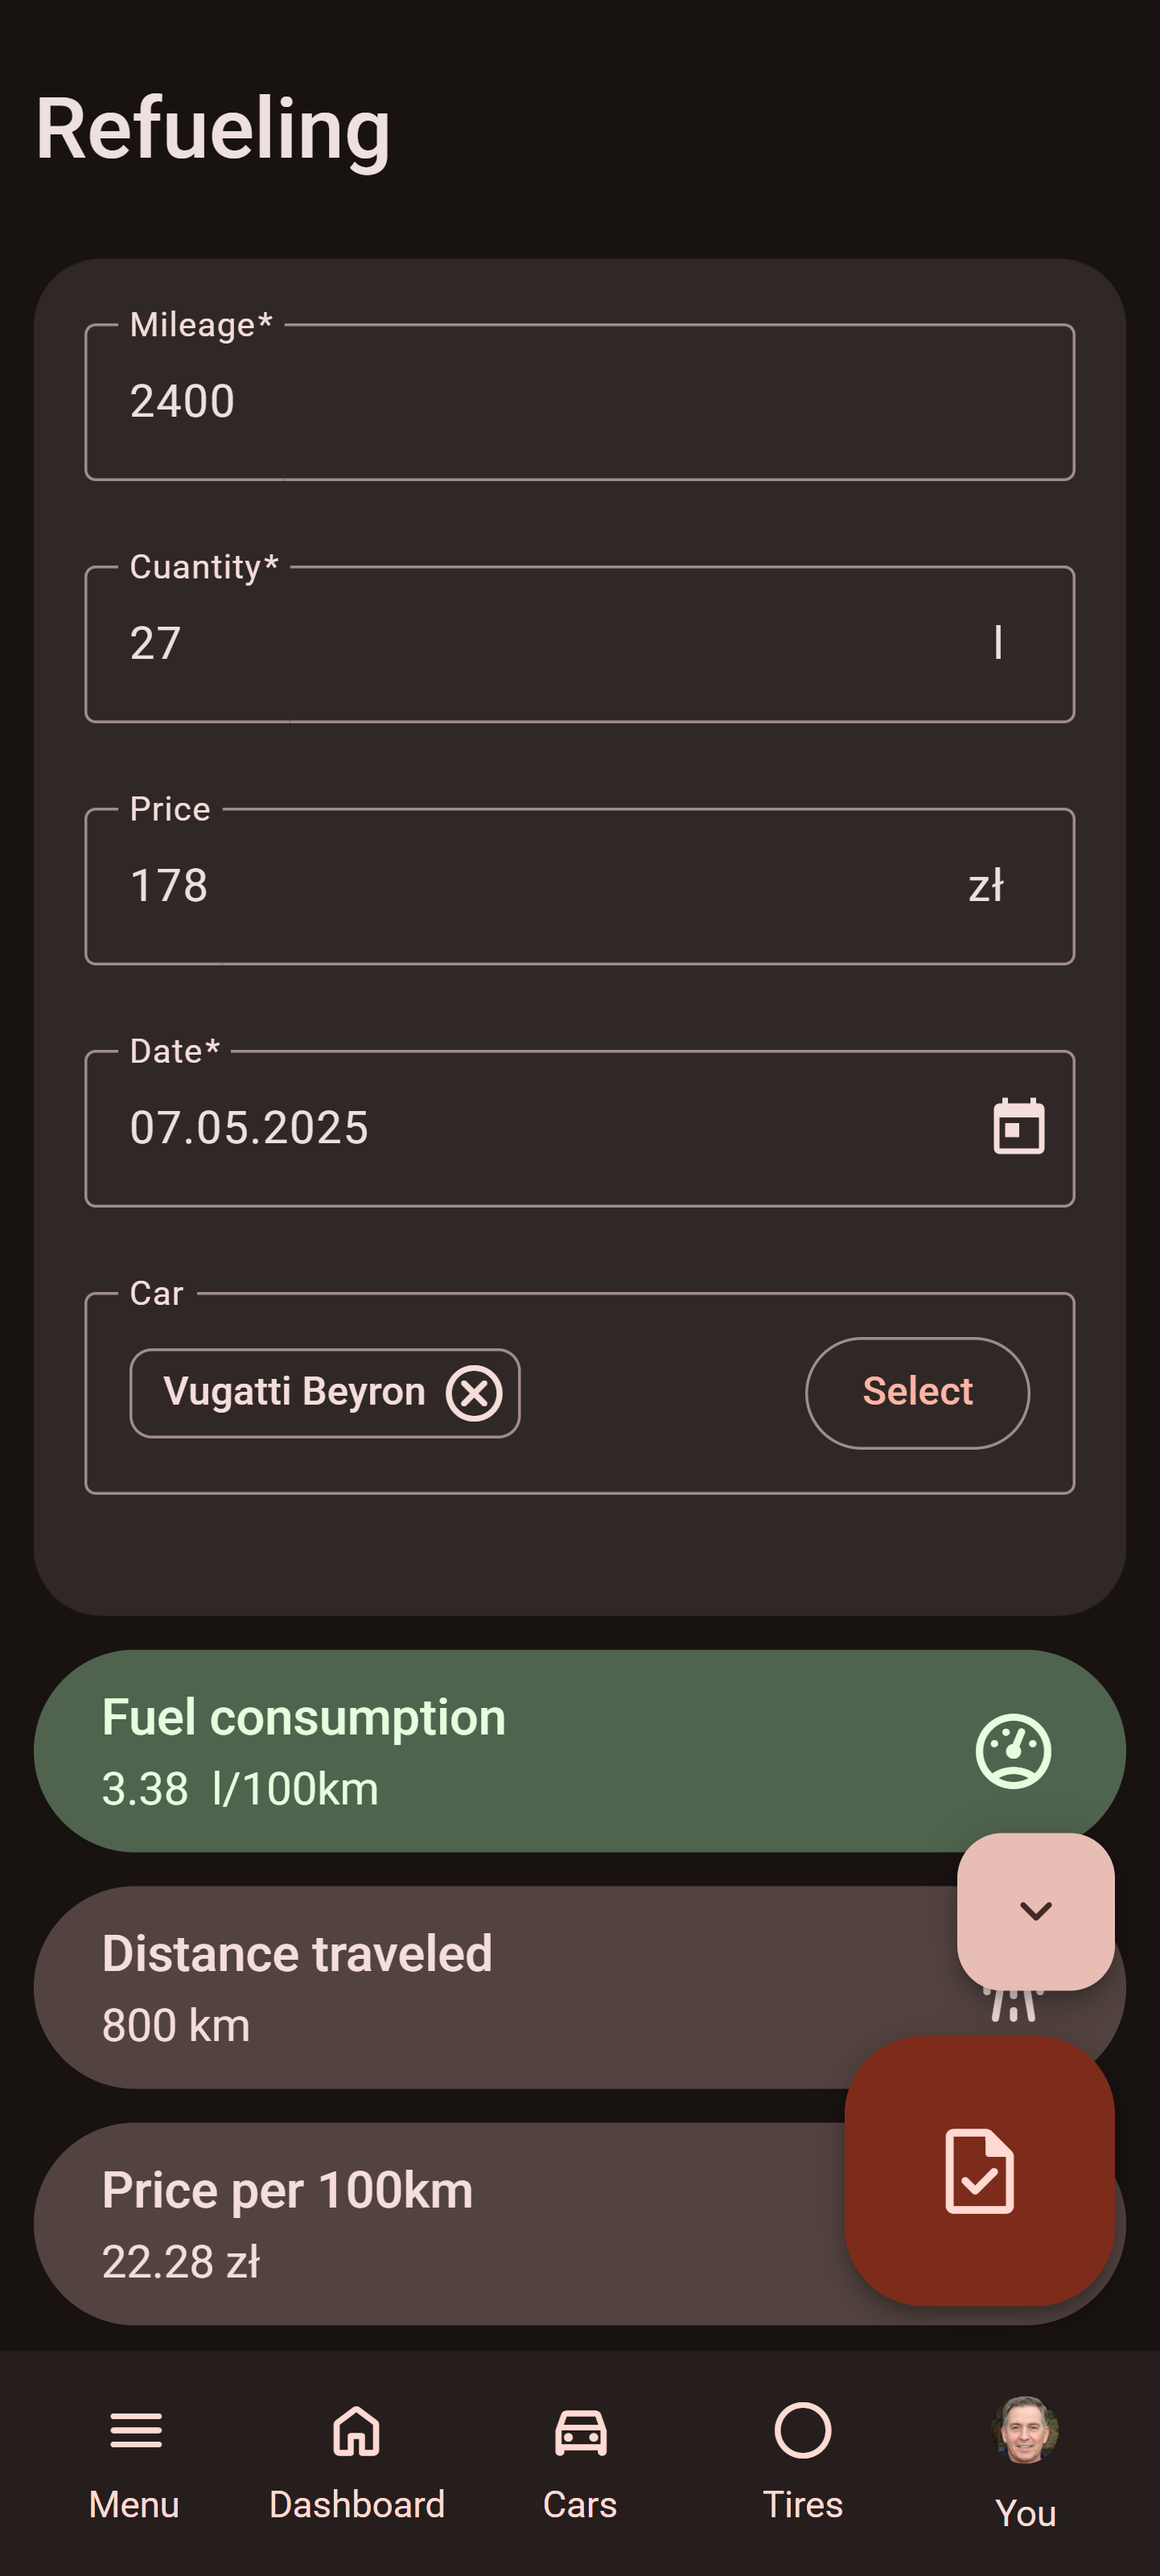 Refueling
Mileage*
2400
Cuantity*
27 l
Price
178 zł
Date*
07.05.2025
Car
Vugatti Beyron Select
Fuel consumption
3.38 l/100km
Distance traveled
800 km
Price per 100km
22.28 zł
Menu Dashboard Cars Tires You